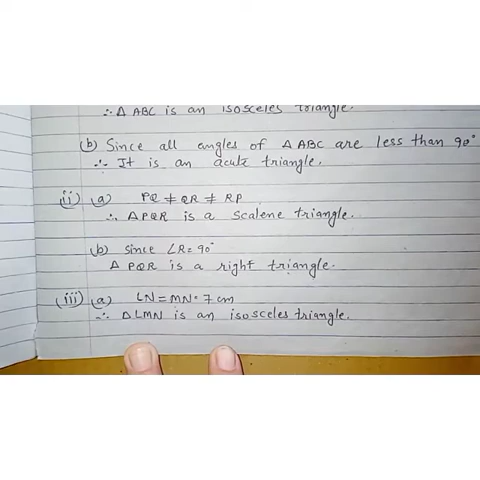 ∴ Δ ABC is an isosceles triangle.
(b) Since all angles of Δ ABC are less than 90°
∴ It is an acute triangle.
(ii) (a) PQ ≠ QR ≠ RP
∴ ΔPQR is a scalene triangle.
(b) Since ∠R = 90°
Δ PQR is a right triangle.
(iii) (a) LN = MN = 7 cm
∴ ΔLMN is an isosceles triangle.